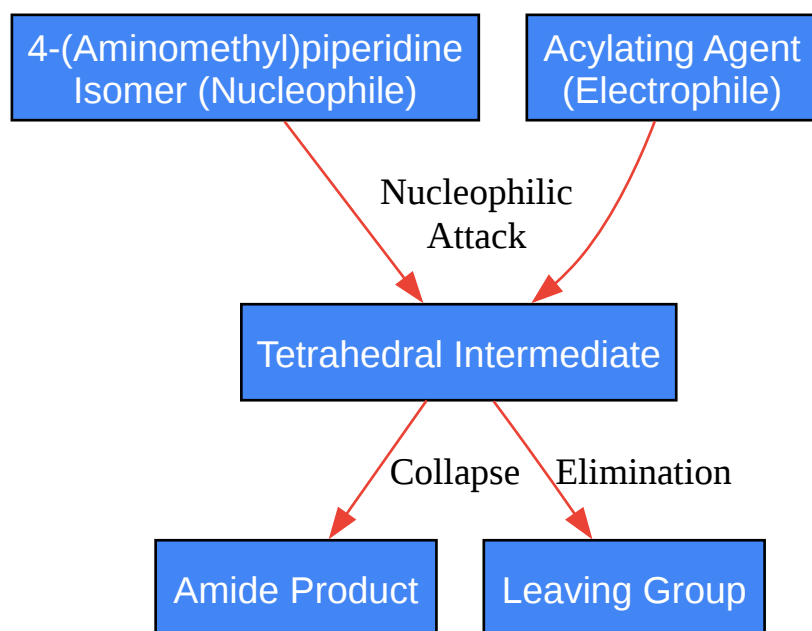 4-(Aminomethyl)piperidine
Isomer (Nucleophile)
Acylating Agent
(Electrophile)
Nucleophilic
Attack
Tetrahedral Intermediate
Collapse
Elimination
Amide Product
Leaving Group